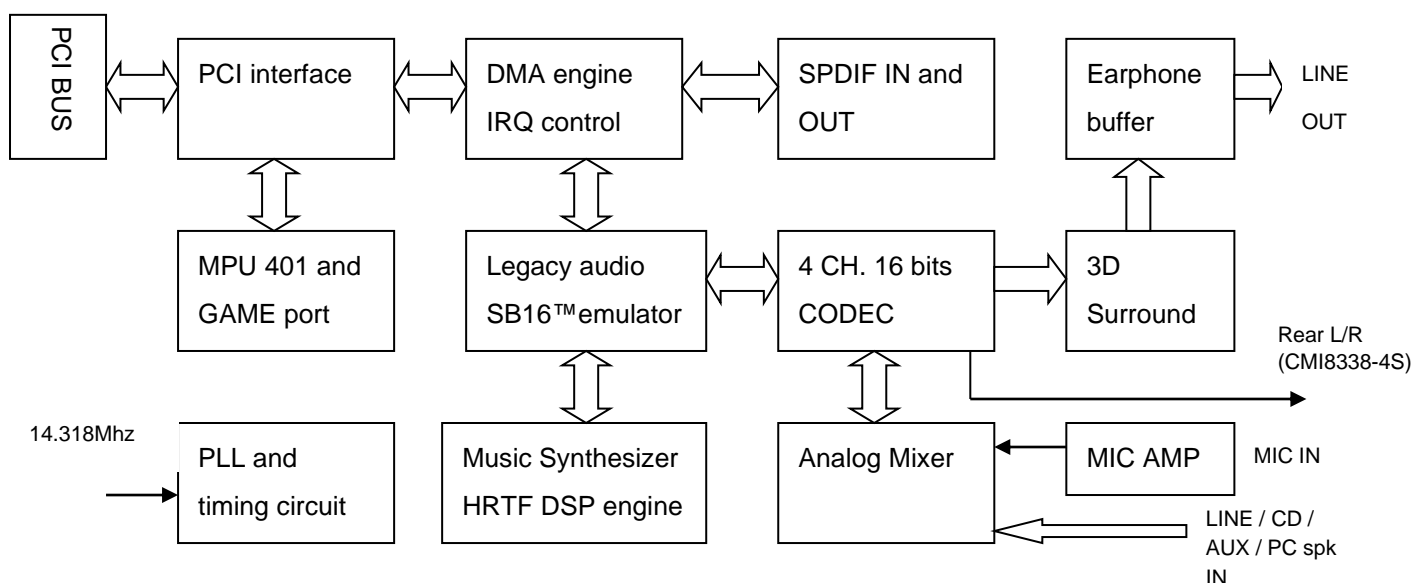 PCI BUS
PCI interface
DMA engine
IRQ control
SPDIF IN and
OUT
Earphone
buffer
LINE
OUT
MPU 401 and
GAME port
Legacy audio
SB16™emulator
4 CH. 16 bits
CODEC
3D
Surround
Rear L/R
(CMI8338-4S)
14.318Mhz
PLL and
timing circuit
Music Synthesizer
HRTF DSP engine
Analog Mixer
MIC AMP
MIC IN
LINE / CD /
AUX / PC spk
IN